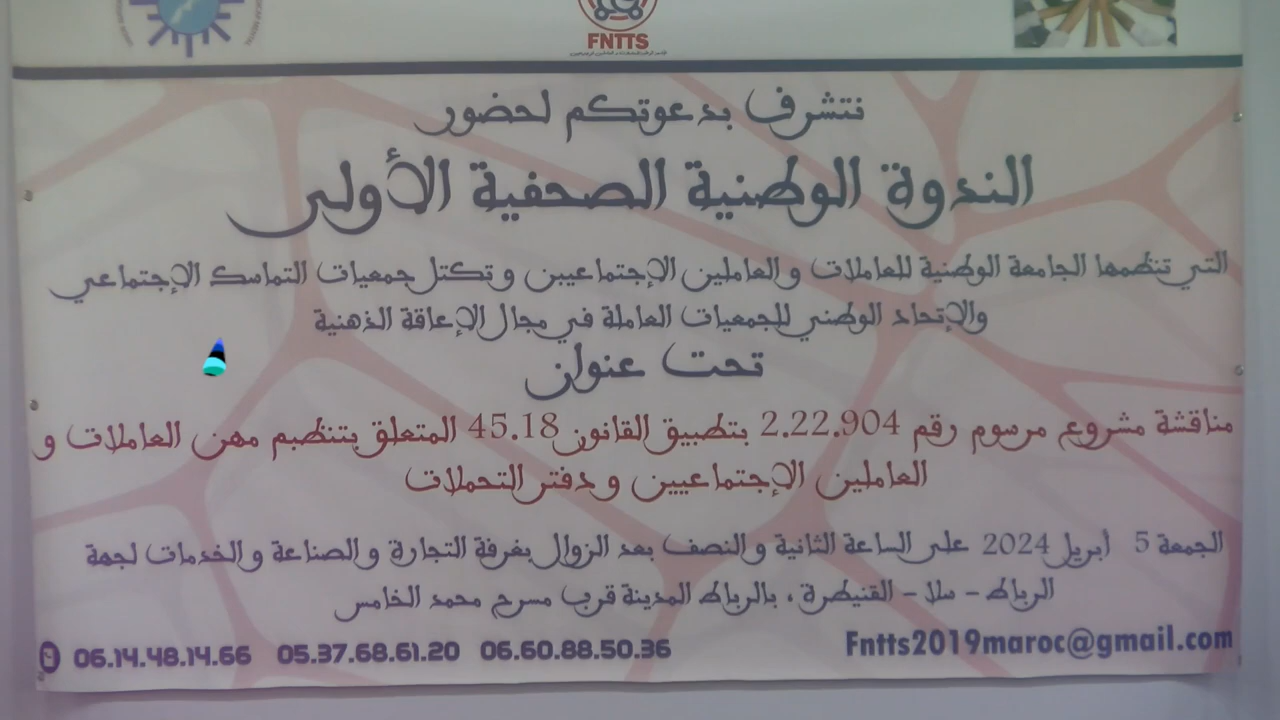 FNTTS
نتشرف بدعوتكم لحضور
الندوة الوطنية الصحفية الأولى
التي تنظمها الجامعة الوطنية للعاملات والعاملين الإجتماعيين وتكتل جمعيات التماسك الإجتماعي
والإتحاد الوطني للجمعيات العاملة في مجال الإعاقة الذهنية
تحت عنوان
مناقشة مشروع مرسوم رقم 2.22.904 بتطبيق القانون 45.18 المتعلق بتنظيم مهن العاملات و
العاملين الإجتماعيين ودفتر التحملات
الجمعة 5 أبريل 2024 على الساعة الثانية والنصف بعد الزوال بغرفة التجارة والصناعة والخدمات لجهة
الرباط - سلا - القنيطرة ، بالرباط المدينة قرب مسرح محمد الخامس
06.14.48.14.66 05.37.68.61.20 06.60.88.50.36 Fntts2019maroc@gmail.com